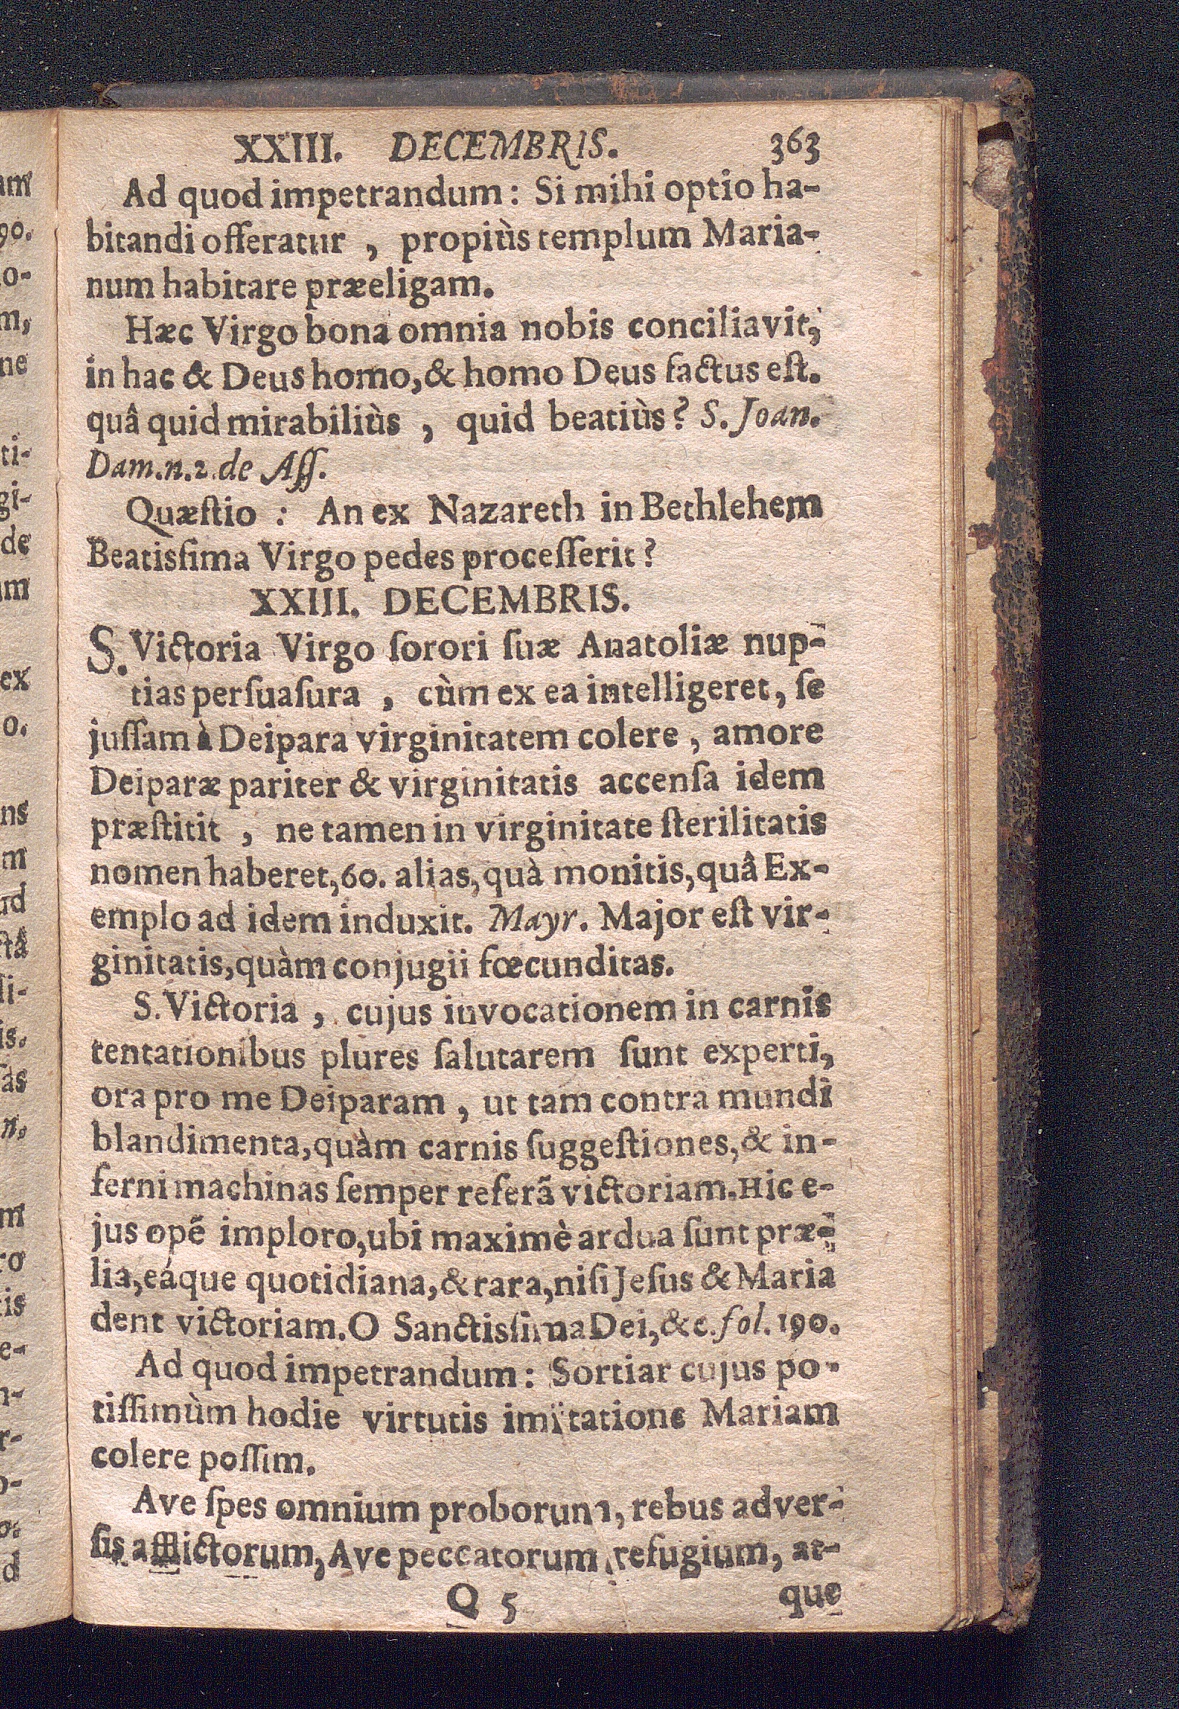 XXIII. DECEMBRIS. 363
Ad quod impetrandum: Si mihi optio ha-
bitandi offeratur , propiùs templum Maria-
num habitare præeligam.
Hæc Virgo bona omnia nobis conciliavit,
in hac & Deus homo,& homo Deus factus eſt.
quâ quid mirabiliùs , quid beatiùs? S. Joan.
Dam.n.2.de Aſſ.
Quæſtio : An ex Nazareth in Bethlehem
Beatisſima Virgo pedes proceſſerit?
XXIII. DECEMBRIS.
S. Victoria Virgo ſorori ſuæ Anatoliæ nup-
tias perſuaſura , cùm ex ea intelligeret, ſe
juſſam à Deipara virginitatem colere , amore
Deiparæ pariter & virginitatis accenſa idem
præſtitit , ne tamen in virginitate ſterilitatis
nomen haberet,60. alias,quà monitis,quâ Ex-
emplo ad idem induxit. Mayr. Major eſt vir-
ginitatis,quàm conjugii fœcunditas.
S. Victoria , cujus invocationem in carnis
tentationibus plures ſalutarem ſunt experti,
ora pro me Deiparam , ut tam contra mundi
blandimenta,quàm carnis ſuggeſtiones,& in-
ferni machinas ſemper referã victoriam.Hic e-
jus opẽ imploro,ubi maximè ardua ſunt præ-
lia,eáque quotidiana,& rara,niſi Jeſus & Maria
dent victoriam.O Sanctisſima Dei,&c.fol.190.
Ad quod impetrandum: Sortiar cujus po-
tiſſimùm hodie virtutis imitatione Mariam
colere poſſim.
Ave ſpes omnium proborum, rebus adver-
ſis afflictorum, Ave peccatorum refugium, at-
Q 5 que